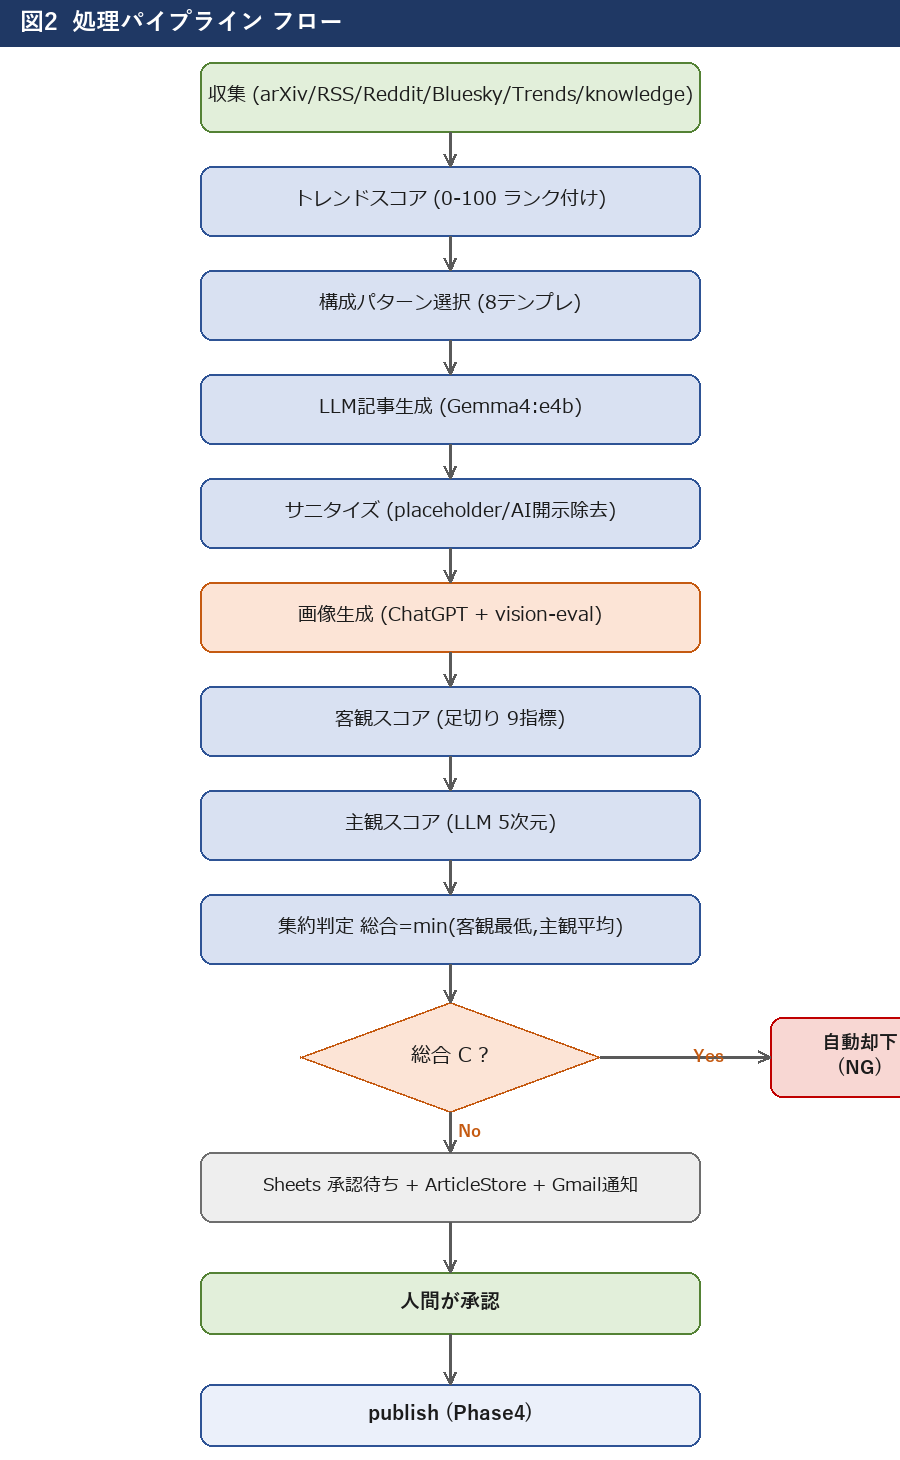 図2 処理パイプライン フロー
収集 (arXiv/RSS/Reddit/Bluesky/Trends/knowledge)
トレンドスコア (0-100 ランク付け)
構成パターン選択 (8テンプレ)
LLM記事生成 (Gemma4:e4b)
サニタイズ (placeholder/AI開示除去)
画像生成 (ChatGPT + vision-eval)
客観スコア (足切り 9指標)
主観スコア (LLM 5次元)
集約判定 総合=min(客観最低,主観平均)
総合 C ?
Yes
自動却下
(NG)
No
Sheets 承認待ち + ArticleStore + Gmail通知
人間が承認
publish (Phase4)